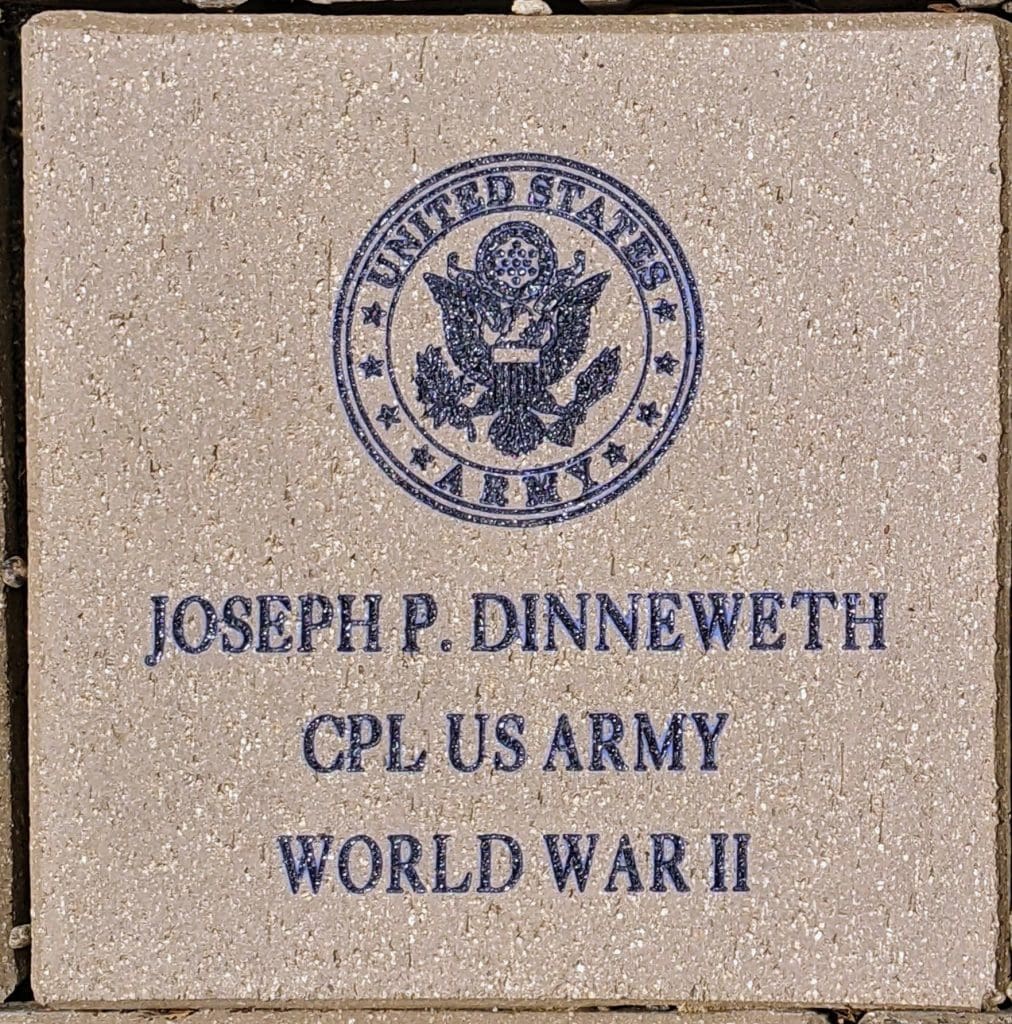 UNITED STATES
ARMY
JOSEPH P. DINNEWETH
CPL US ARMY
WORLD WAR II